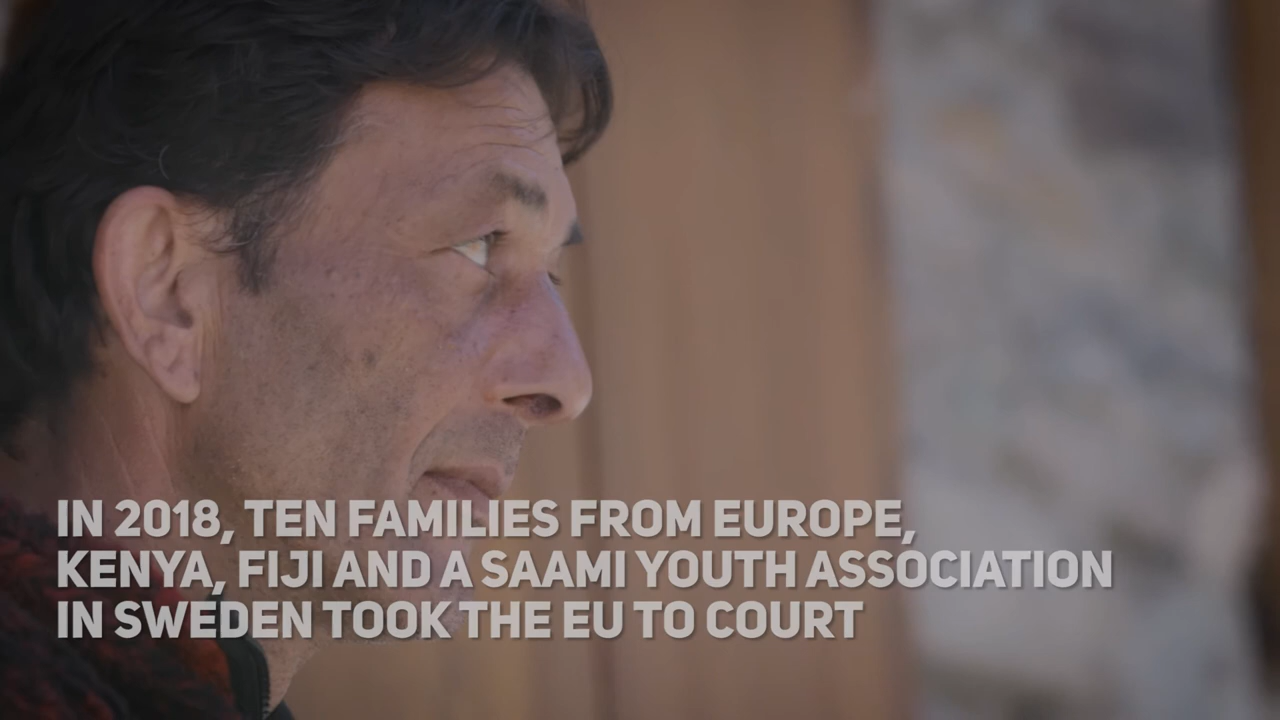 IN 2018, TEN FAMILIES FROM EUROPE,
KENYA, FIJI AND A SAAMI YOUTH ASSOCIATION
IN SWEDEN TOOK THE EU TO COURT